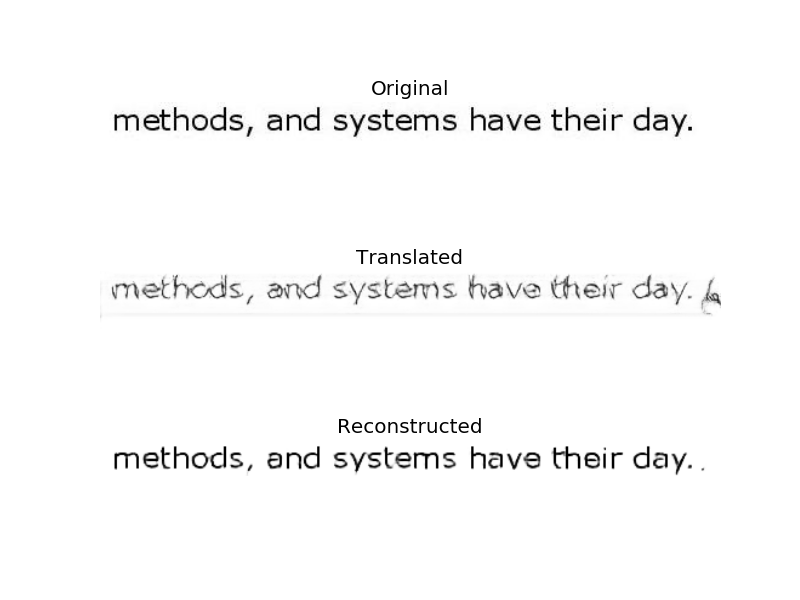 Original
methods, and systems have their day.
Translated
methods, and systems have their day.
Reconstructed
methods, and systems have their day. .